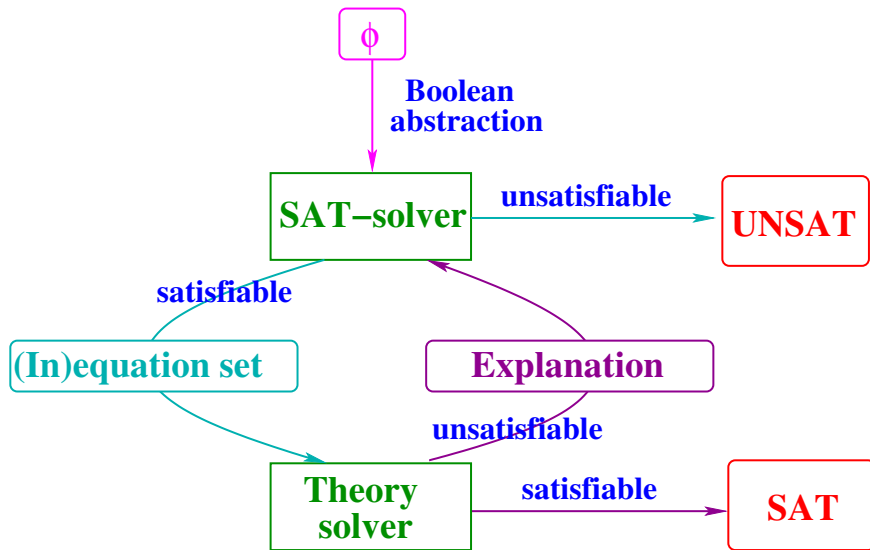 ϕ
Boolean
abstraction
SAT−solver
unsatisfiable
UNSAT
satisfiable
(In)equation set
Explanation
unsatisfiable
Theory
solver
satisfiable
SAT